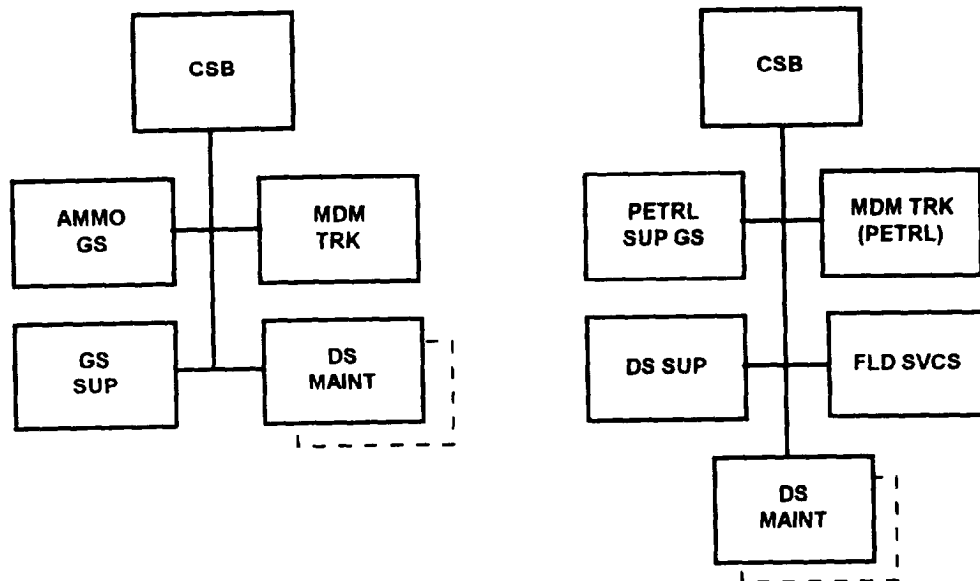 CSB
AMMO
GS
MDM
TRK
GS
SUP
DS
MAINT
CSB
PETRL
SUP GS
MDM TRK
(PETRL)
DS SUP
FLD SVCS
DS
MAINT